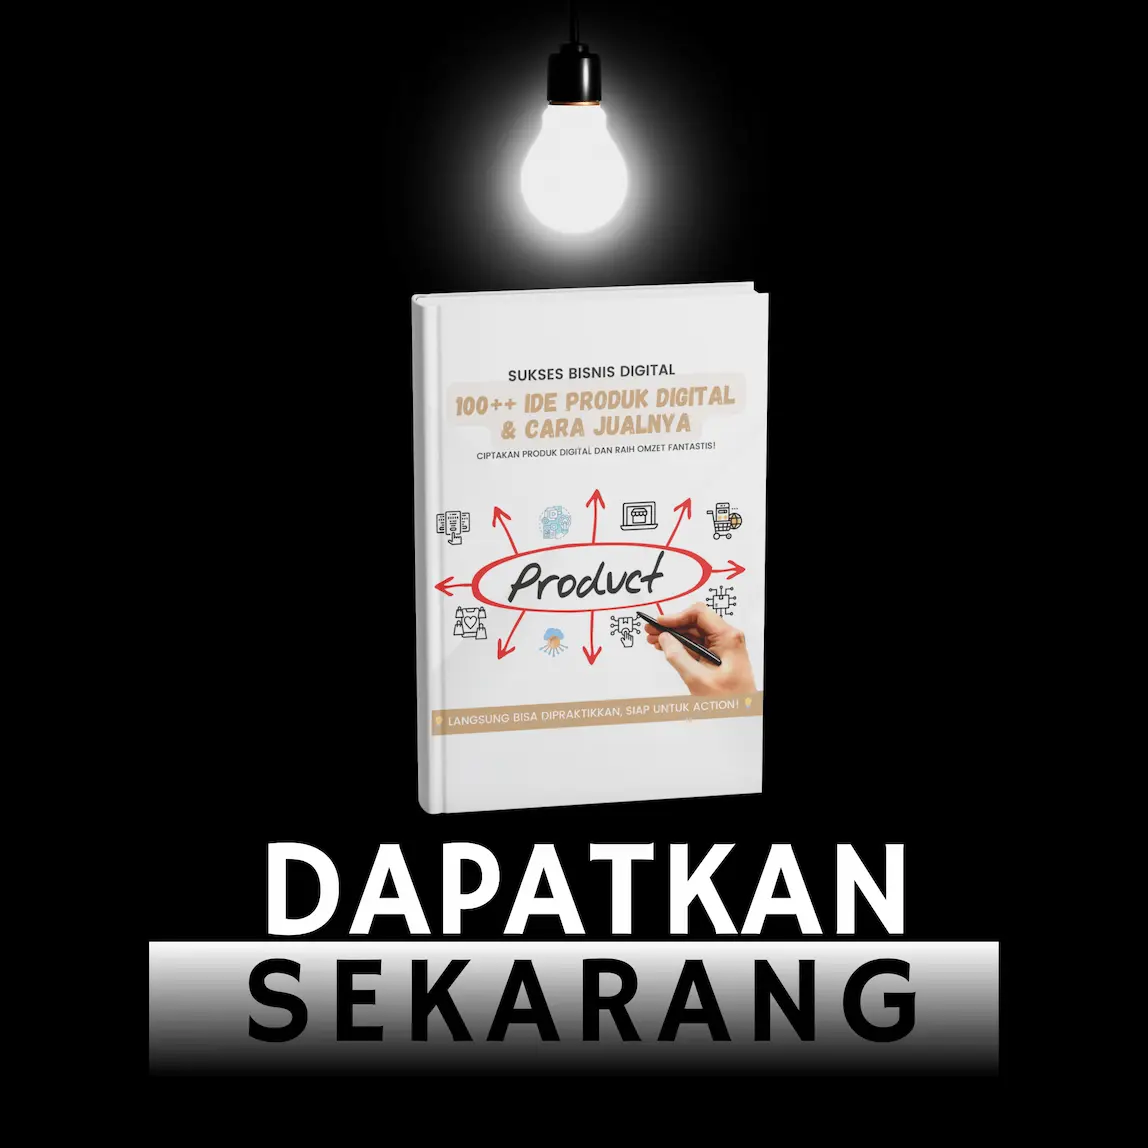 SUKSES BISNIS DIGITAL
100++ IDE PRODUK DIGITAL
& CARA JUALNYA
CIPTAKAN PRODUK DIGITAL DAN RAIH OMZET FANTASTIS!
Product
LANGSUNG BISA DIPRAKTIKKAN, SIAP UNTUK ACTION!
DAPATKAN
SEKARANG